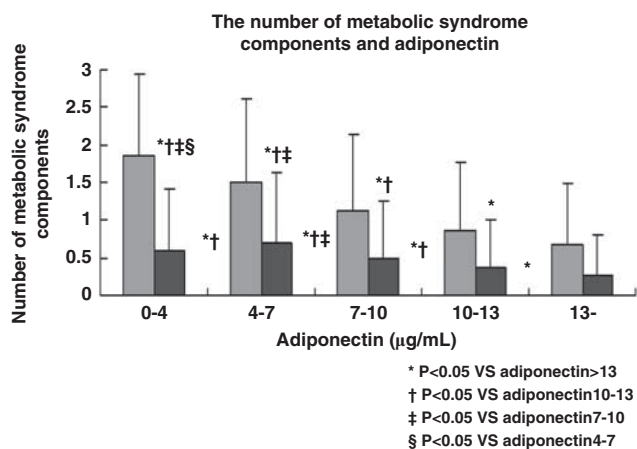 The number of metabolic syndrome
components and adiponectin
Number of metabolic syndrome
components
3
2.5
2
1.5
1
0.5
0
*†‡§
*†‡
*†
*
*†
*†‡
*†
*
0-4
4-7
7-10
10-13
13-
Adiponectin (μg/mL)
* P<0.05 VS adiponectin>13
† P<0.05 VS adiponectin10-13
‡ P<0.05 VS adiponectin7-10
§ P<0.05 VS adiponectin4-7